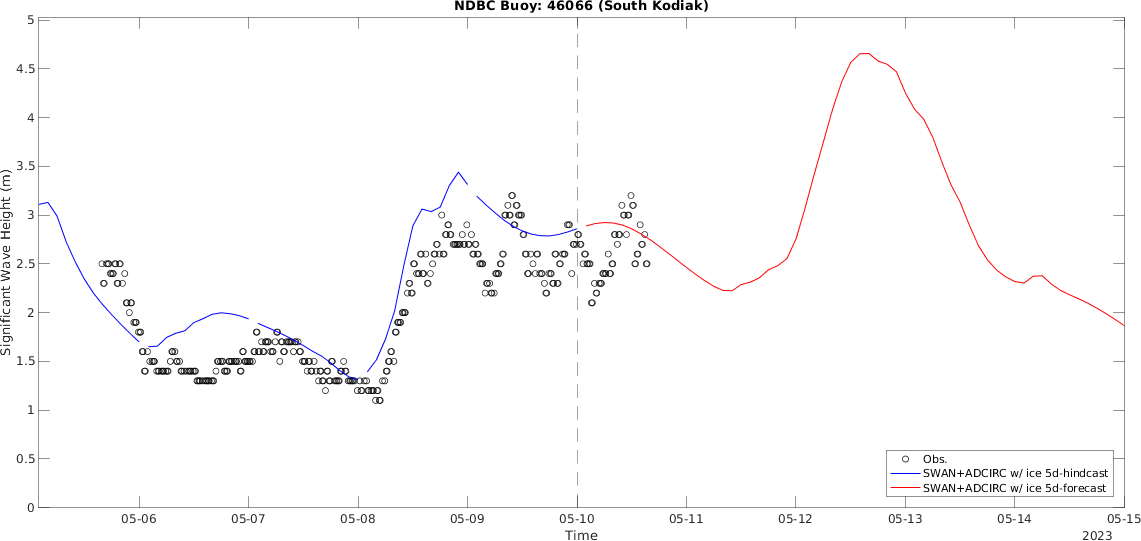 NDBC Buoy: 46066 (South Kodiak)
5
4.5
4
3.5
3
2.5
2
1.5
1
0.5
0
Significant Wave Height (m)
Obs.
SWAN+ADCIRC w/ ice 5d-hindcast
SWAN+ADCIRC w/ ice 5d-forecast
05-06 05-07 05-08 05-09 05-10 05-11 05-12 05-13 05-14 05-15
Time
2023